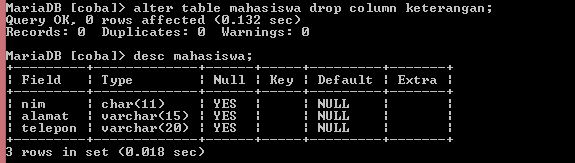 MariaDB [coba]> alter table mahasiswa drop column keterangan;
Query OK, 0 rows affected (0.132 sec)
Records: 0  Duplicates: 0  Warnings: 0

MariaDB [coba]> desc mahasiswa;
+---------+-------------+------+-----+---------+-------+
| Field   | Type        | Null | Key | Default | Extra |
+---------+-------------+------+-----+---------+-------+
| nim     | char(11)    | YES  |     | NULL    |       |
| alamat  | varchar(15) | YES  |     | NULL    |       |
| telepon | varchar(20) | YES  |     | NULL    |       |
+---------+-------------+------+-----+---------+-------+
3 rows in set (0.018 sec)